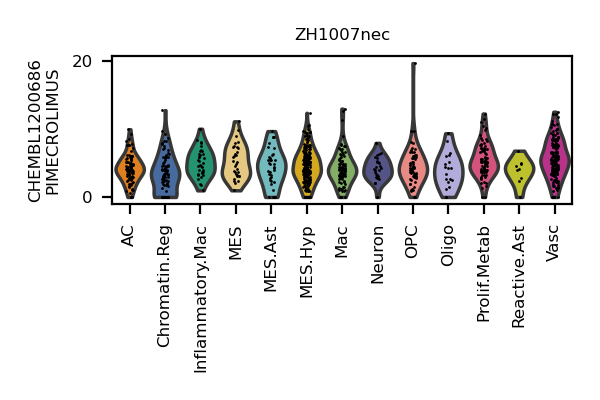 ZH1007nec
CHEMBL1200686
PIMECROLIMUS
20
0
AC
Chromatin.Reg
Inflammatory.Mac
MES
MES.Ast
MES.Hyp
Mac
Neuron
OPC
Oligo
Prolif.Metab
Reactive.Ast
Vasc